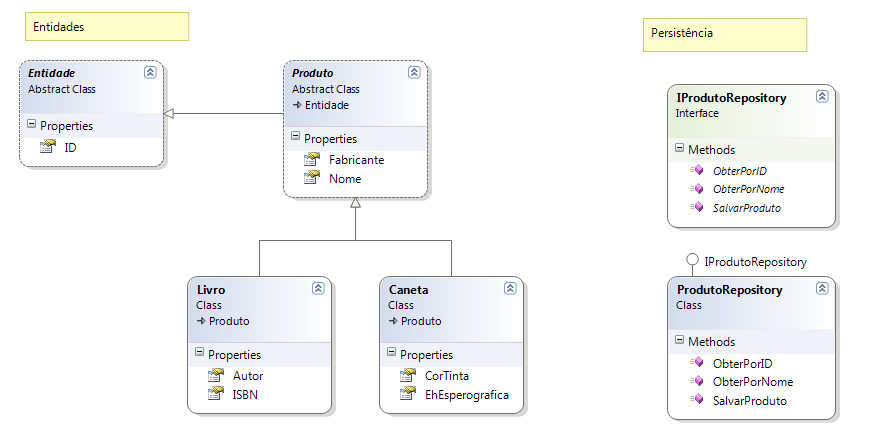 Entidades
Entidade
Abstract Class
Properties
ID
Produto
Abstract Class
Entidade
Properties
Fabricante
Nome
Livro
Class
Produto
Properties
Autor
ISBN
Caneta
Class
Produto
Properties
CorTinta
EhEsperografica
Persistência
IProdutoRepository
Interface
Methods
ObterPorID
ObterPorNome
SalvarProduto
IProdutoRepository
ProdutoRepository
Class
Methods
ObterPorID
ObterPorNome
SalvarProduto